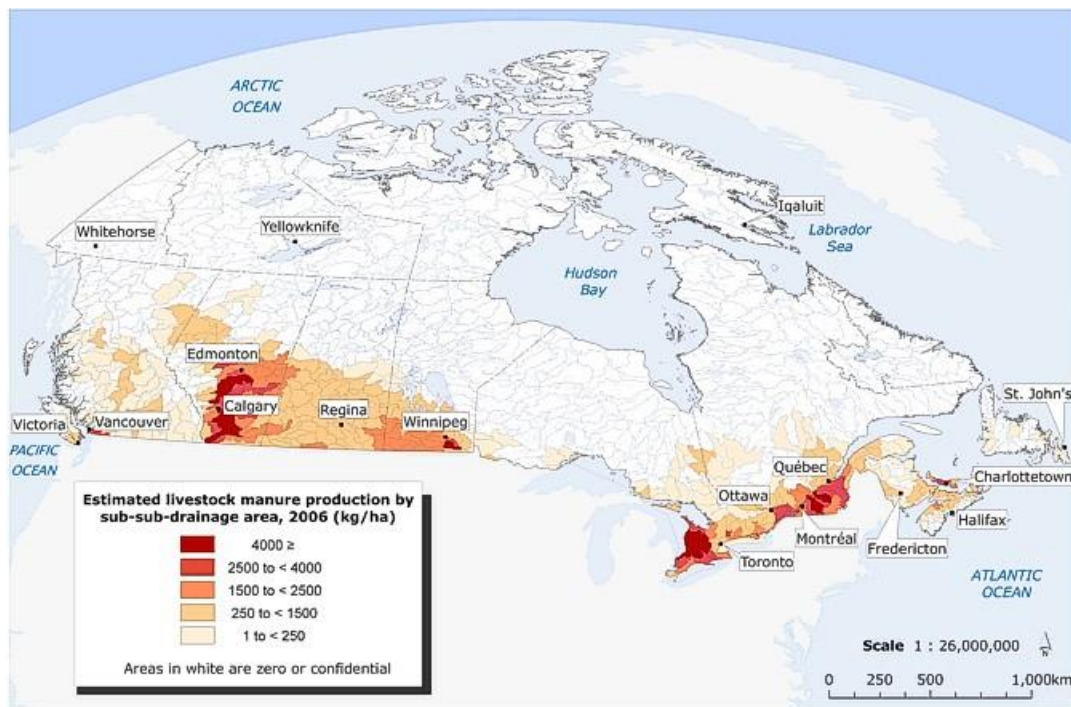 ARCTIC
OCEAN
Iqaluit
Whitehorse
Yellowknife
Labrador
Sea
Hudson
Bay
Edmonton
Calgary
Regina
Winnipeg
Victoria
Vancouver
PACIFIC
OCEAN
St. John's
Québec
Charlottetown
Ottawa
Halifax
Montréal
Fredericton
Toronto
ATLANTIC
OCEAN
Estimated livestock manure production by
sub-sub-drainage area, 2006 (kg/ha)
4000 ≥
2500 to < 4000
1500 to < 2500
250 to < 1500
1 to < 250
Areas in white are zero or confidential
Scale 1 : 26,000,000
N
0 250 500 1,000km